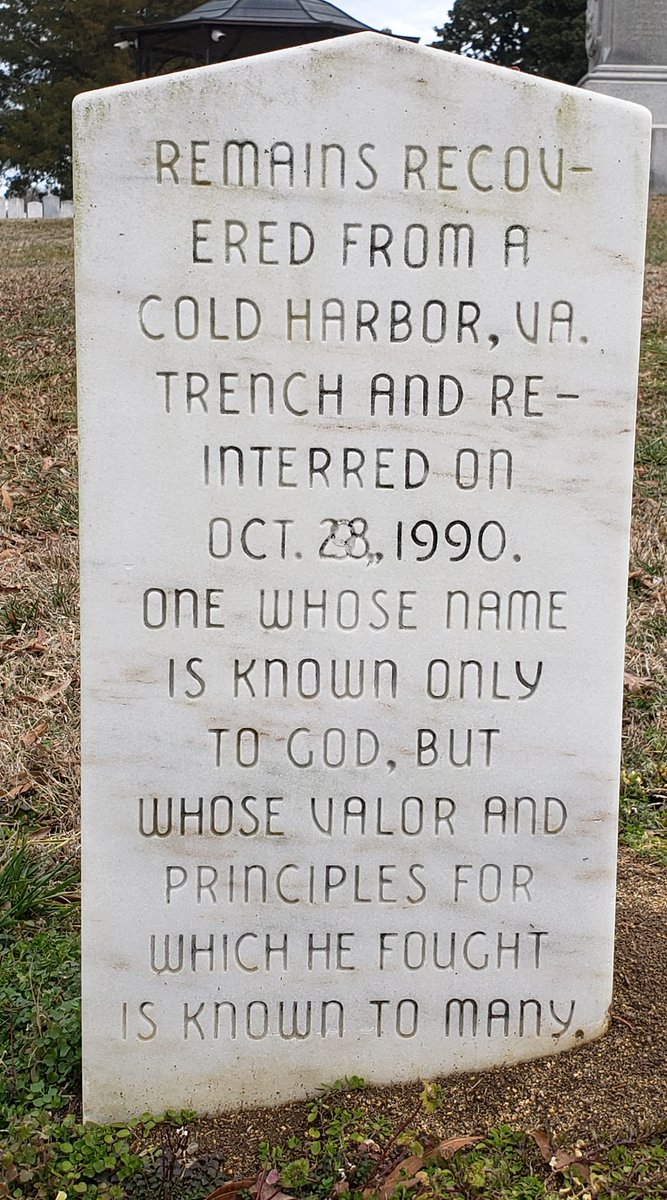 REMAINS RECOV-
ERED FROM A
COLD HARBOR, VA.
TRENCH AND RE-
INTERRED ON
OCT. 28, 1990.
ONE WHOSE NAME
IS KNOWN ONLY
TO GOD, BUT
WHOSE VALOR AND
PRINCIPLES FOR
WHICH HE FOUGHT
IS KNOWN TO MANY